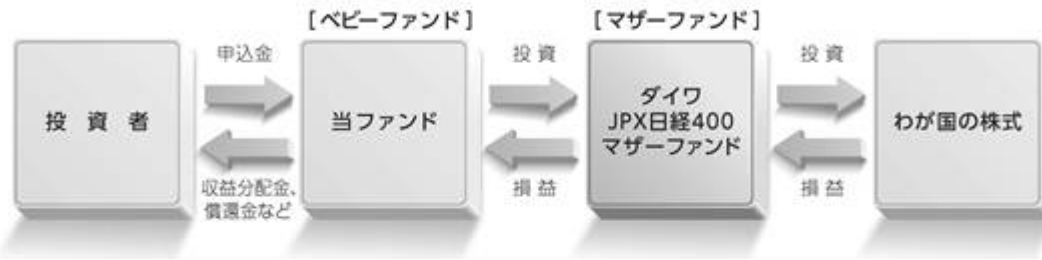 [ベビーファンド]
[マザーファンド]
申込金
投 資
投 資
投 資 者
当ファンド
ダイワ
JPX日経400
マザーファンド
わが国の株式
収益分配金、
償還金など
損 益
損 益